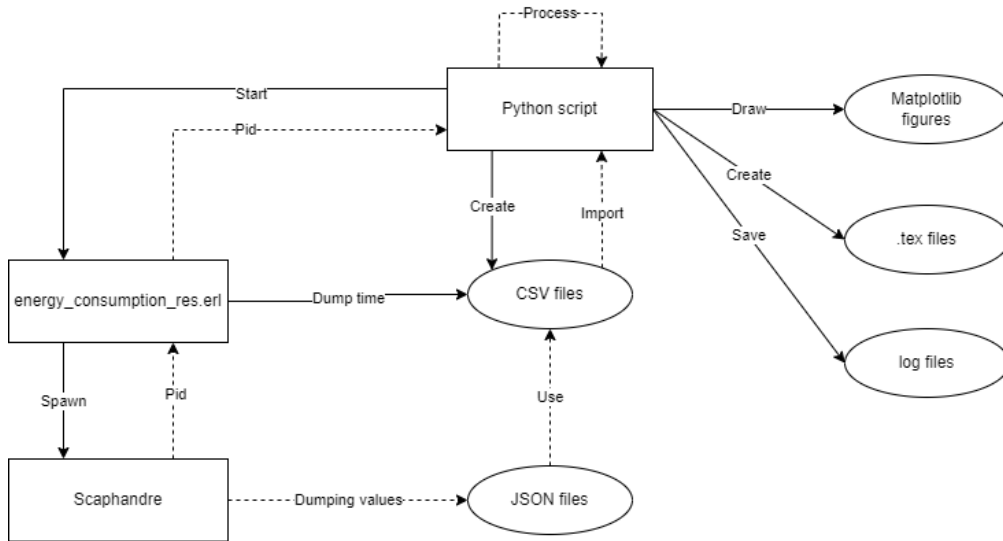 Process
Start
Python script
Matplotlib
figures
Draw
Pid
Create
Create
Import
Save
.tex files
energy_consumption_res.erl
Dump time
CSV files
log files
Spawn
Pid
Use
Scaphandre
Dumping values
JSON files